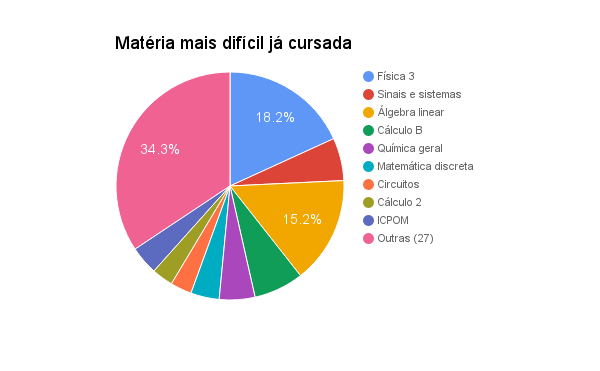 Matéria mais difícil já cursada
18.2%
34.3%
15.2%
Física 3
Sinais e sistemas
Álgebra linear
Cálculo B
Química geral
Matemática discreta
Circuitos
Cálculo 2
ICPOM
Outras (27)